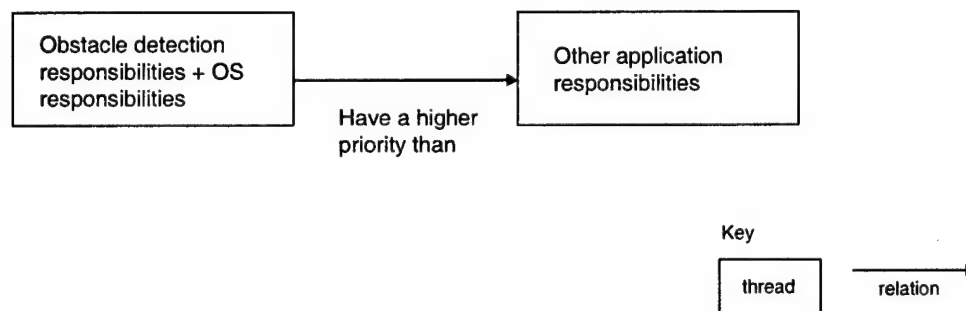 Obstacle detection
responsibilities + OS
responsibilities
Have a higher
priority than
Other application
responsibilities
Key
thread
relation